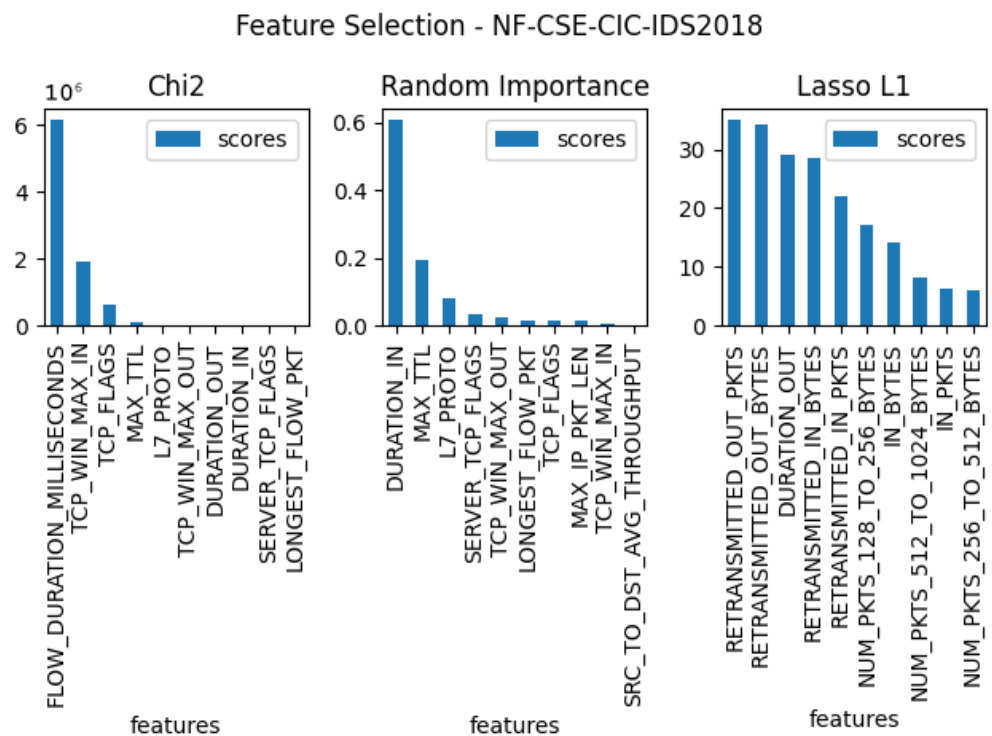 Feature Selection - NF-CSE-CIC-IDS2018
Chi2
10⁶
6
4
2
0
scores
FLOW_DURATION_MILLISECONDS
TCP_WIN_MAX_IN
TCP_FLAGS
MAX_TTL
L7_PROTO
TCP_WIN_MAX_OUT
DURATION_OUT
DURATION_IN
SERVER_TCP_FLAGS
LONGEST_FLOW_PKT
features
Random Importance
0.6
0.4
0.2
0.0
scores
DURATION_IN
MAX_TTL
L7_PROTO
SERVER_TCP_FLAGS
TCP_WIN_MAX_OUT
LONGEST_FLOW_PKT
TCP_FLAGS
MAX_IP_PKT_LEN
TCP_WIN_MAX_IN
SRC_TO_DST_AVG_THROUGHPUT
features
Lasso L1
30
20
10
0
scores
RETRANSMITTED_OUT_PKTS
RETRANSMITTED_OUT_BYTES
DURATION_OUT
RETRANSMITTED_IN_BYTES
RETRANSMITTED_IN_PKTS
NUM_PKTS_128_TO_256_BYTES
IN_BYTES
NUM_PKTS_512_TO_1024_BYTES
IN_PKTS
NUM_PKTS_256_TO_512_BYTES
features